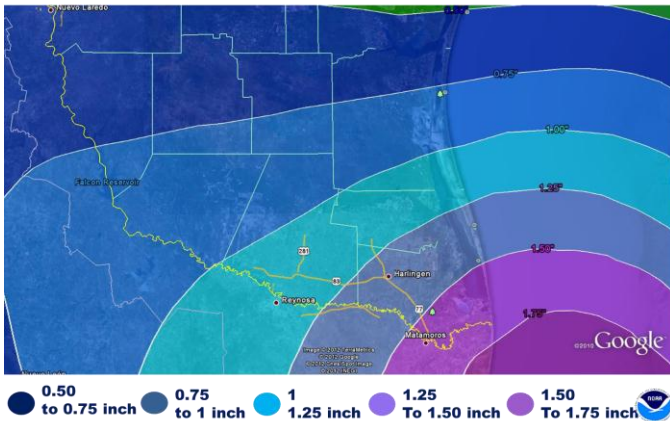 Nuevo Laredo
0.75"
1.00"
Falcon Reservoir
1.25"
281
1.50"
83
Harlingen
77
Reynosa
1.75"
Matamoros
Google
0.50
to 0.75 inch
0.75
to 1 inch
1
1.25 inch
1.25
To 1.50 inch
1.50
To 1.75 inch
NOAA